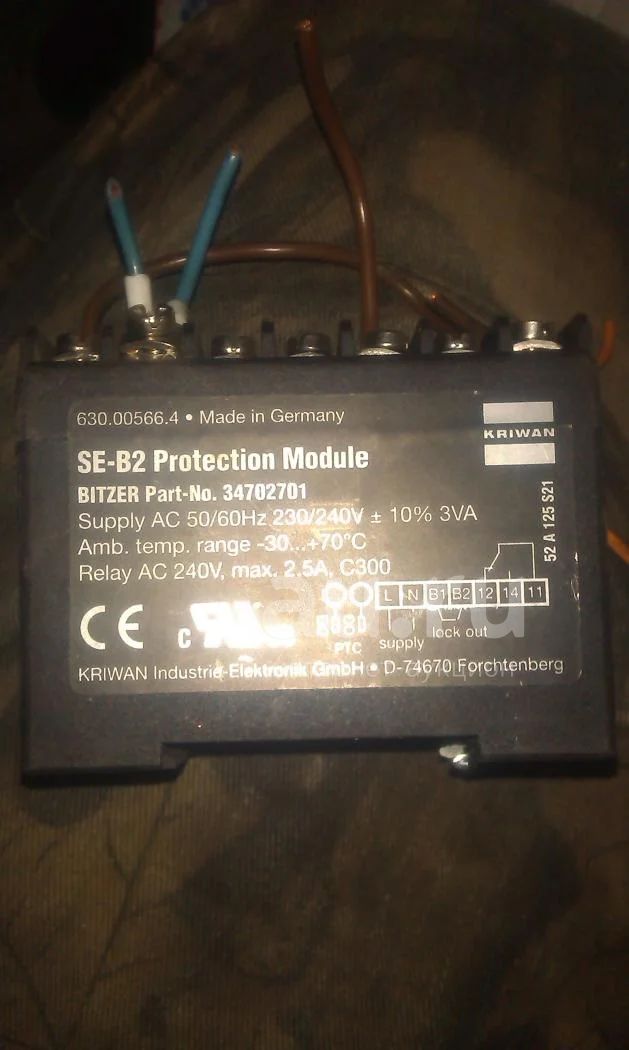 630.00566.4 • Made in Germany
KRIWAN
SE-B2 Protection Module
BITZER Part-No. 34702701
Supply AC 50/60Hz 230/240V ± 10% 3VA
Amb. temp. range -30...+70°C
Relay AC 240V, max. 2.5A, C300
52 A 125 S21
L N B1 B2 12 14 11
CE
c
supply
lock out
PTC
KRIWAN Industrie-Elektronik GmbH • D-74670 Forchtenberg